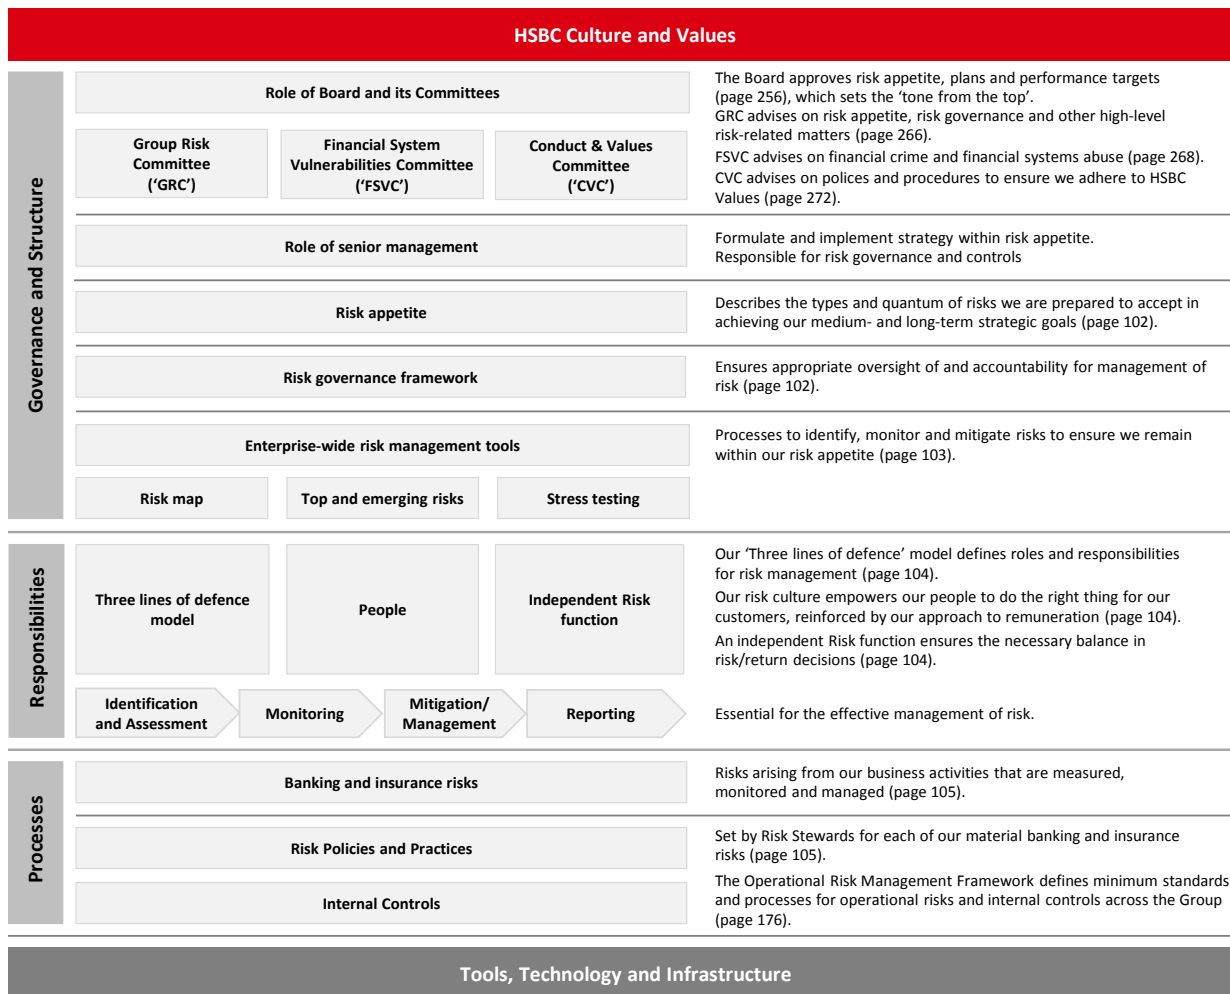 HSBC Culture and Values
Governance and Structure
Role of Board and its Committees
Group Risk
Committee
(‘GRC’)
Financial System
Vulnerabilities Committee
(‘FSVC’)
Conduct & Values
Committee
(‘CVC’)
The Board approves risk appetite, plans and performance targets
(page 256), which sets the ‘tone from the top’.
GRC advises on risk appetite, risk governance and other high-level
risk-related matters (page 266).
FSVC advises on financial crime and financial systems abuse (page 268).
CVC advises on polices and procedures to ensure we adhere to HSBC
Values (page 272).
Role of senior management
Formulate and implement strategy within risk appetite.
Responsible for risk governance and controls
Risk appetite
Describes the types and quantum of risks we are prepared to accept in
achieving our medium- and long-term strategic goals (page 102).
Risk governance framework
Ensures appropriate oversight of and accountability for management of
risk (page 102).
Enterprise-wide risk management tools
Processes to identify, monitor and mitigate risks to ensure we remain
within our risk appetite (page 103).
Risk map
Top and emerging risks
Stress testing
Responsibilities
Three lines of defence
model
People
Independent Risk
function
Our ‘Three lines of defence’ model defines roles and responsibilities
for risk management (page 104).
Our risk culture empowers our people to do the right thing for our
customers, reinforced by our approach to remuneration (page 104).
An independent Risk function ensures the necessary balance in
risk/return decisions (page 104).
Identification
and Assessment
Monitoring
Mitigation/
Management
Reporting
Essential for the effective management of risk.
Processes
Banking and insurance risks
Risks arising from our business activities that are measured,
monitored and managed (page 105).
Risk Policies and Practices
Set by Risk Stewards for each of our material banking and insurance
risks (page 105).
Internal Controls
The Operational Risk Management Framework defines minimum standards
and processes for operational risks and internal controls across the Group
(page 176).
Tools, Technology and Infrastructure